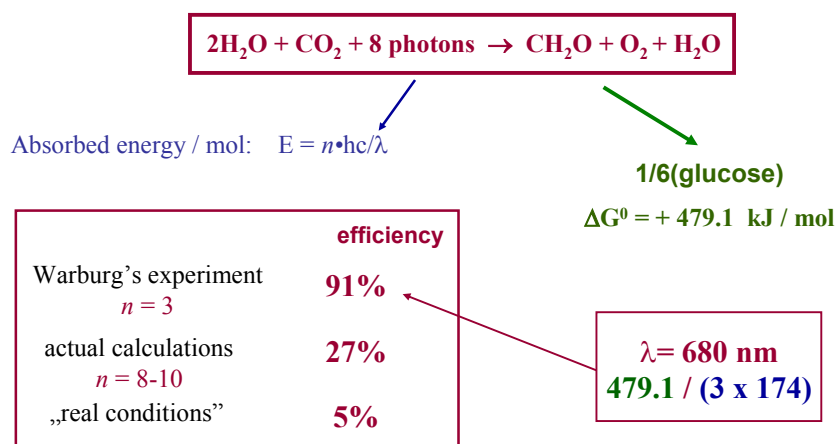 2H₂O + CO₂ + 8 photons → CH₂O + O₂ + H₂O
Absorbed energy / mol: E = n•hc/λ
1/6(glucose)
ΔG⁰ = + 479.1 kJ / mol
efficiency
Warburg's experiment 91%
n = 3
actual calculations 27%
n = 8-10
„real conditions” 5%
λ= 680 nm
479.1 / (3 x 174)